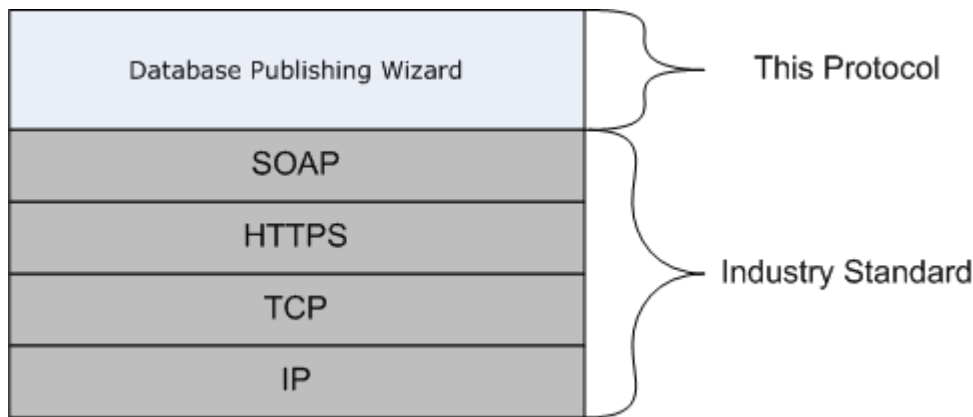 Database Publishing Wizard
This Protocol
SOAP
HTTPS
TCP
IP
Industry Standard